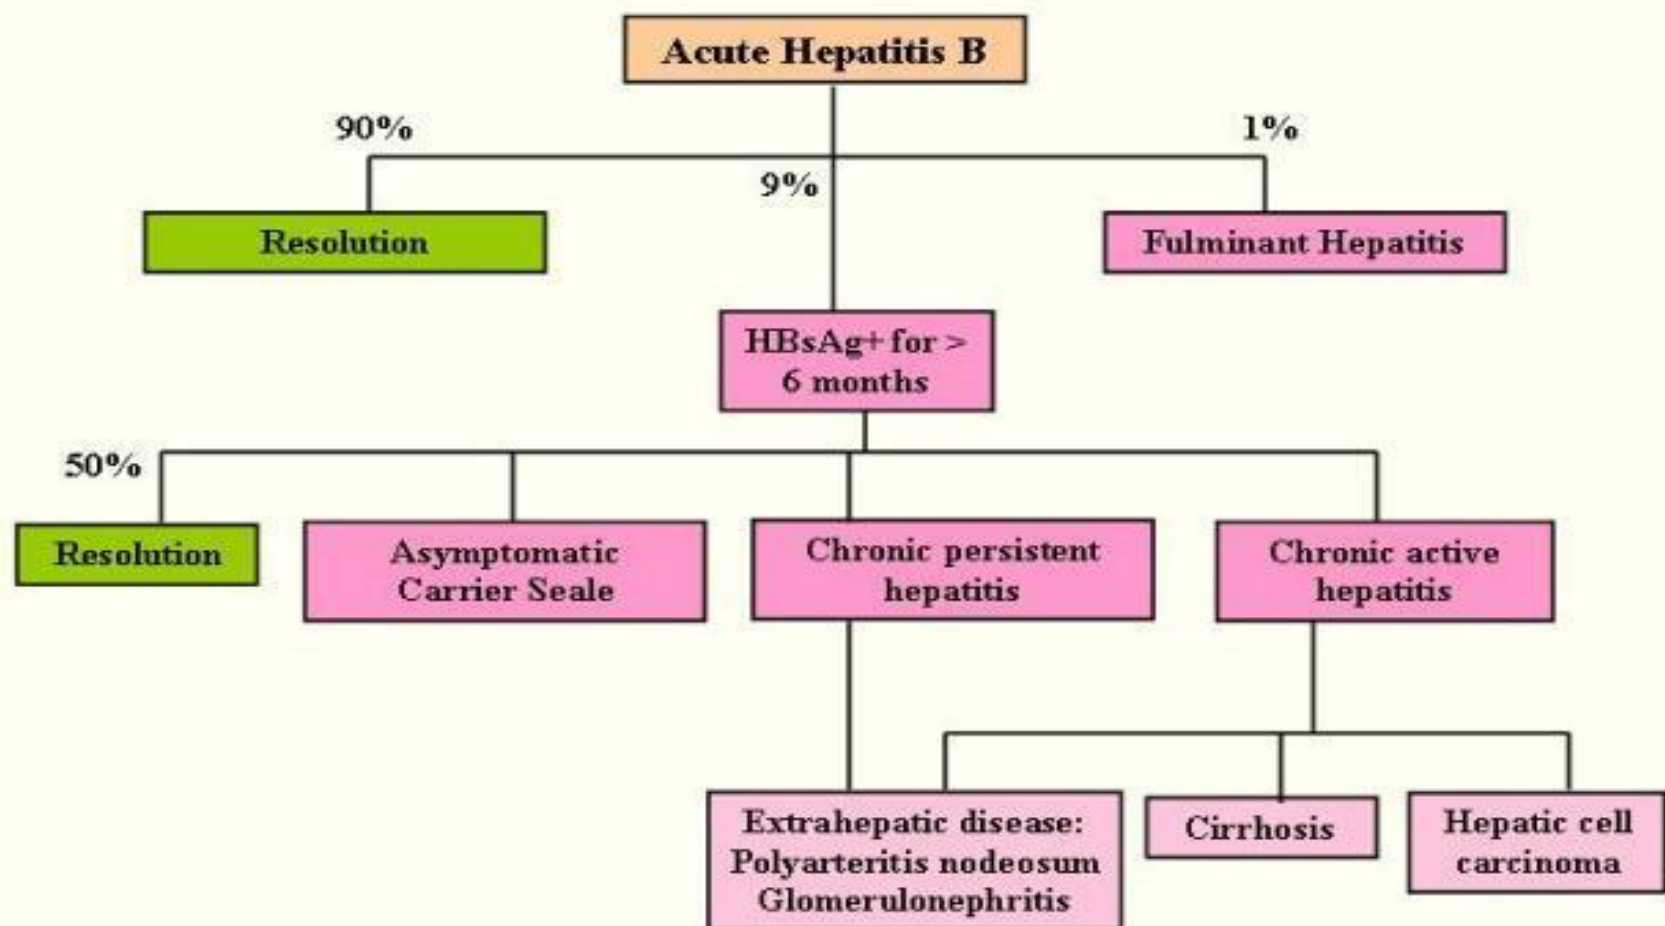 Acute Hepatitis B
90%
1%
9%
Resolution
Fulminant Hepatitis
HBsAg+ for >
6 months
50%
Resolution
Asymptomatic
Carrier Seale
Chronic persistent
hepatitis
Chronic active
hepatitis
Extrahepatic disease:
Polyarteritis nodeosum
Glomerulonephritis
Cirrhosis
Hepatic cell
carcinoma